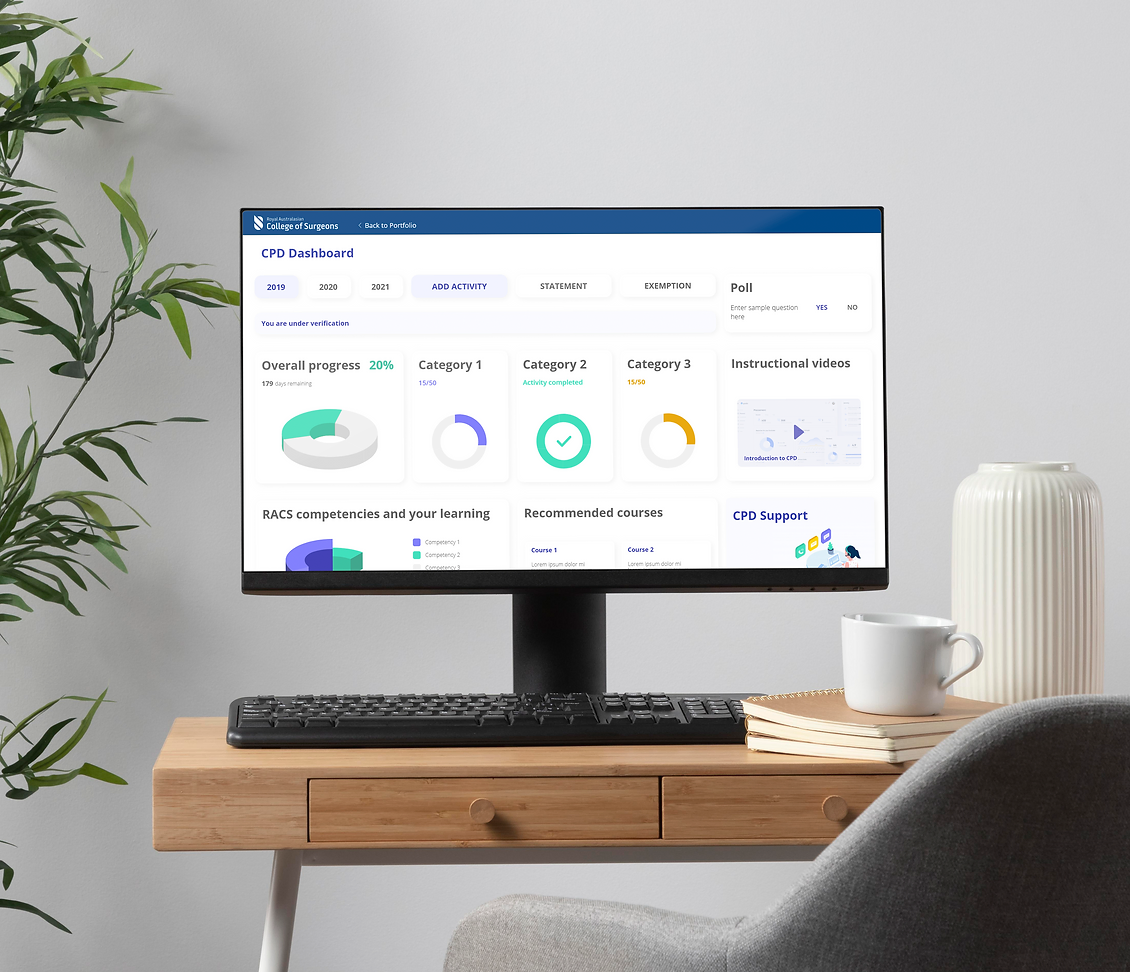 Royal Australasian
College of Surgeons
< Back to Portfolio
CPD Dashboard
2019
2020
2021
ADD ACTIVITY
STATEMENT
EXEMPTION
Poll
Enter sample question
here
YES
NO
You are under verification
Overall progress 20%
179 days remaining
Category 1
15/50
Category 2
Activity completed
Category 3
15/50
Instructional videos
Introduction to CPD
RACS competencies and your learning
Competency 1
Competency 2
Competency 3
Recommended courses
Course 1
Lorem ipsum dolor mi
Course 2
Lorem ipsum dolor mi
CPD Support